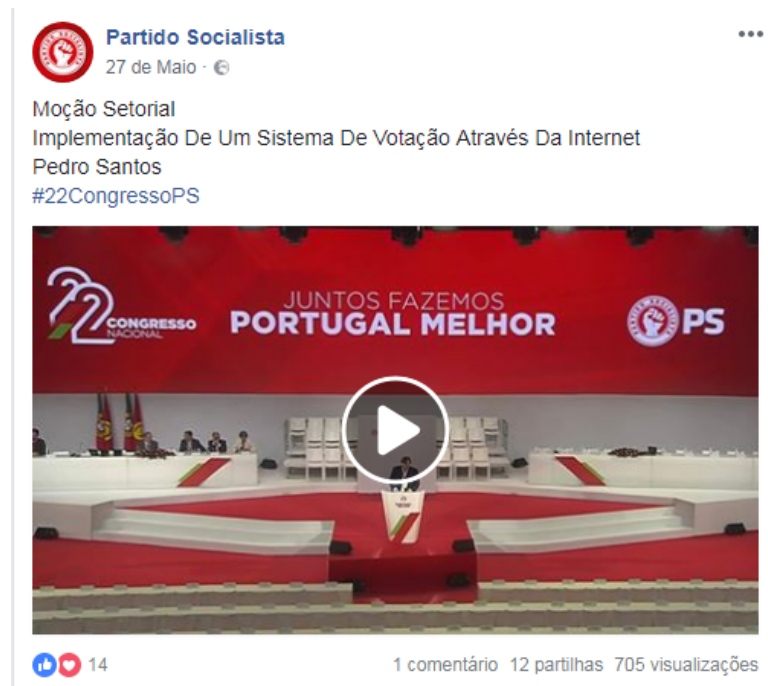 Partido Socialista
27 de Maio ·
Moção Setorial
Implementação De Um Sistema De Votação Através Da Internet
Pedro Santos
#22CongressoPS
22 CONGRESSO
NACIONAL
JUNTOS FAZEMOS
PORTUGAL MELHOR
PS
14
1 comentário 12 partilhas 705 visualizações